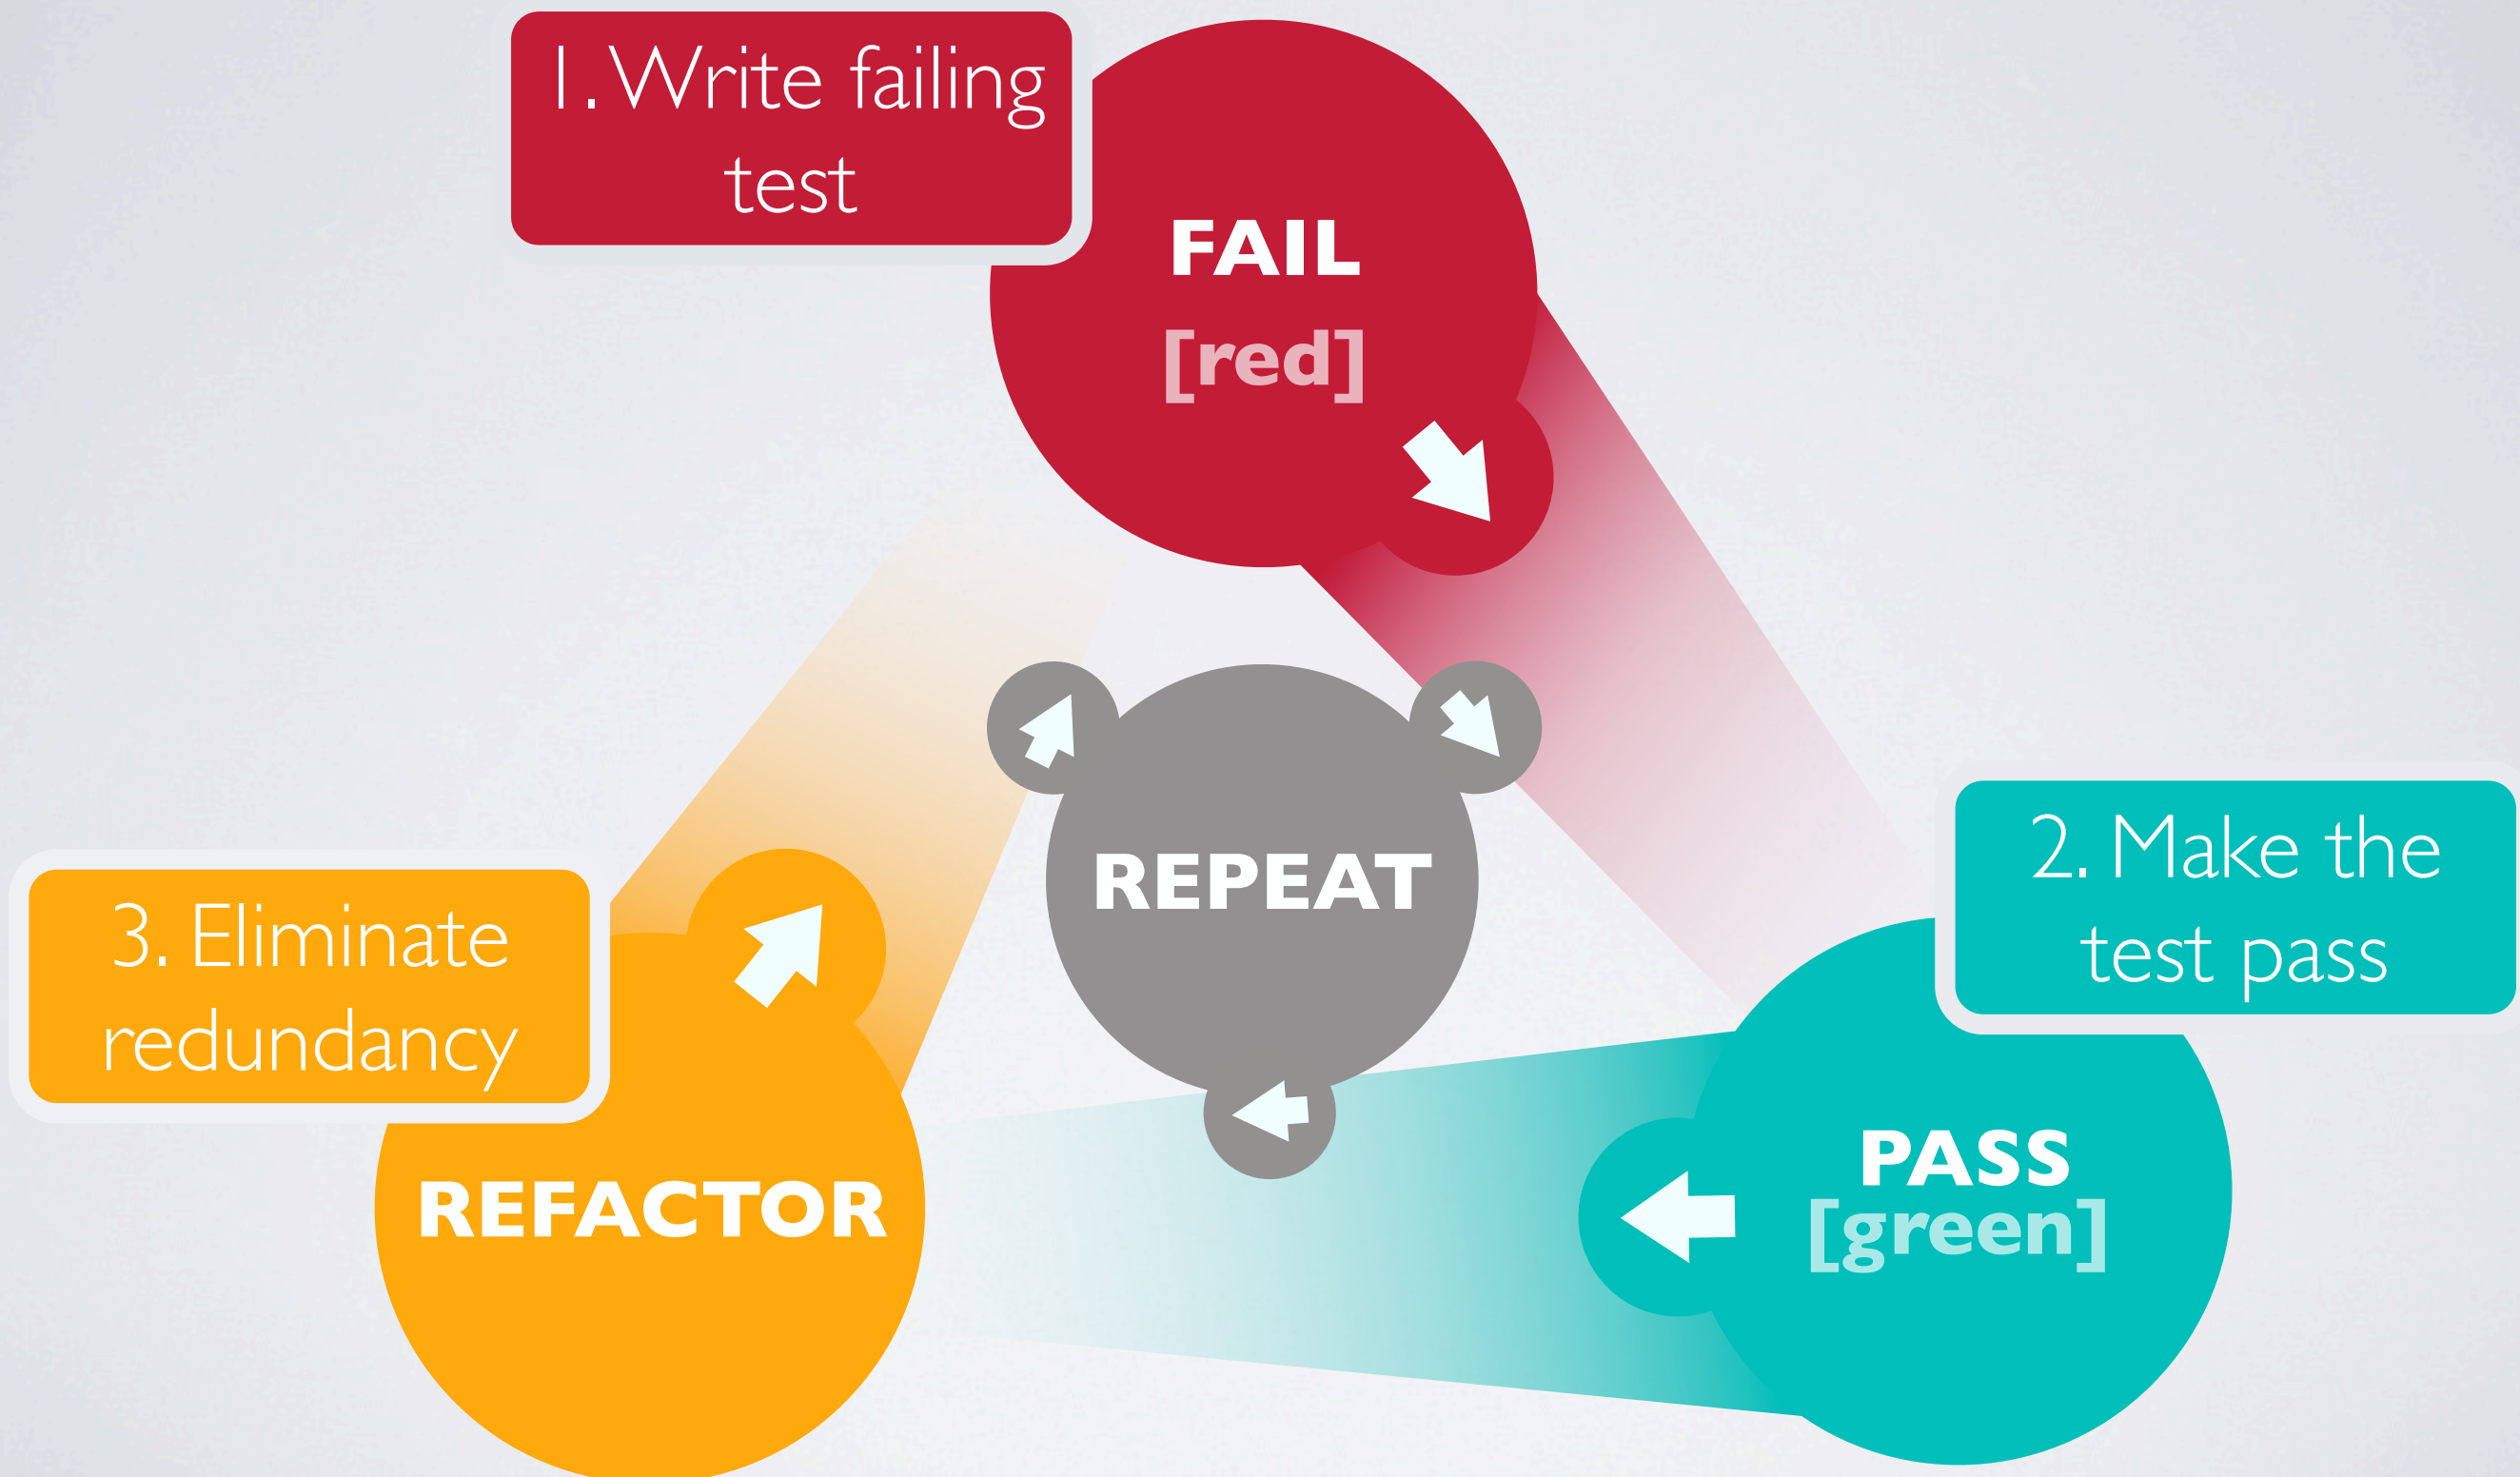 1. Write failing
test
FAIL
[red]
REPEAT
2. Make the
test pass
PASS
[green]
3. Eliminate
redundancy
REFACTOR